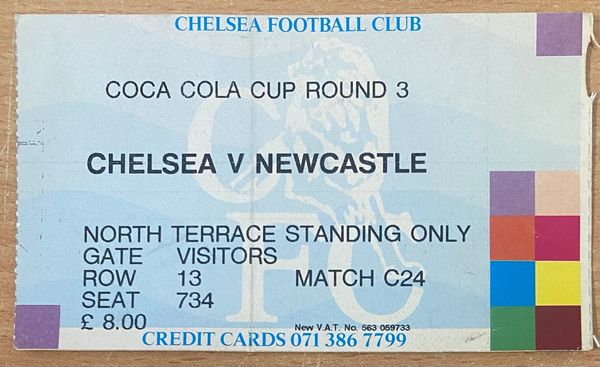 CHELSEA FOOTBALL CLUB
COCA COLA CUP ROUND 3
CHELSEA V NEWCASTLE
NORTH TERRACE STANDING ONLY
GATE VISITORS
ROW 13 MATCH C24
SEAT 734
£ 8.00
New V.A.T. No. 563 059733
CREDIT CARDS 071 386 7799
CFC